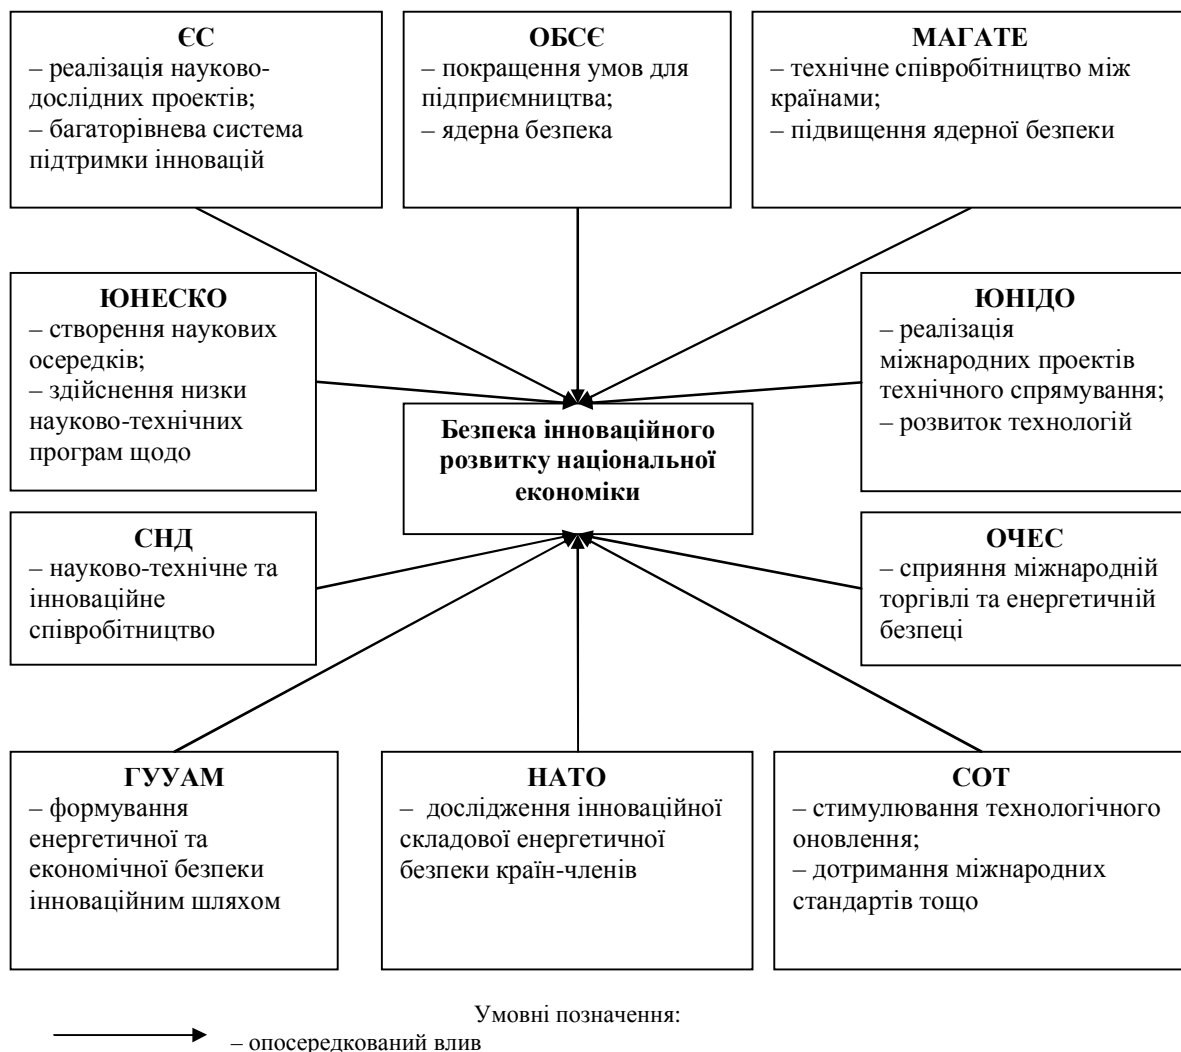 ЄС
– реалізація науково-
дослідних проектів;
– багаторівнева система
підтримки інновацій
ОБСЄ
– покращення умов для
підприємництва;
– ядерна безпека
МАГАТЕ
– технічне співробітництво між
країнами;
– підвищення ядерної безпеки
ЮНЕСКО
– створення наукових
осередків;
– здійснення низки
науково-технічних
програм щодо
ЮНІДО
– реалізація
міжнародних проектів
технічного спрямування;
– розвиток технологій
Безпека інноваційного
розвитку національної
економіки
СНД
– науково-технічне та
інноваційне
співробітництво
ОЧЕС
– сприяння міжнародній
торгівлі та енергетичній
безпеці
ГУУАМ
– формування
енергетичної та
економічної безпеки
інноваційним шляхом
НАТО
– дослідження інноваційної
складової енергетичної
безпеки країн-членів
СОТ
– стимулювання технологічного
оновлення;
– дотримання міжнародних
стандартів тощо
Умовні позначення:
– опосередкований влив